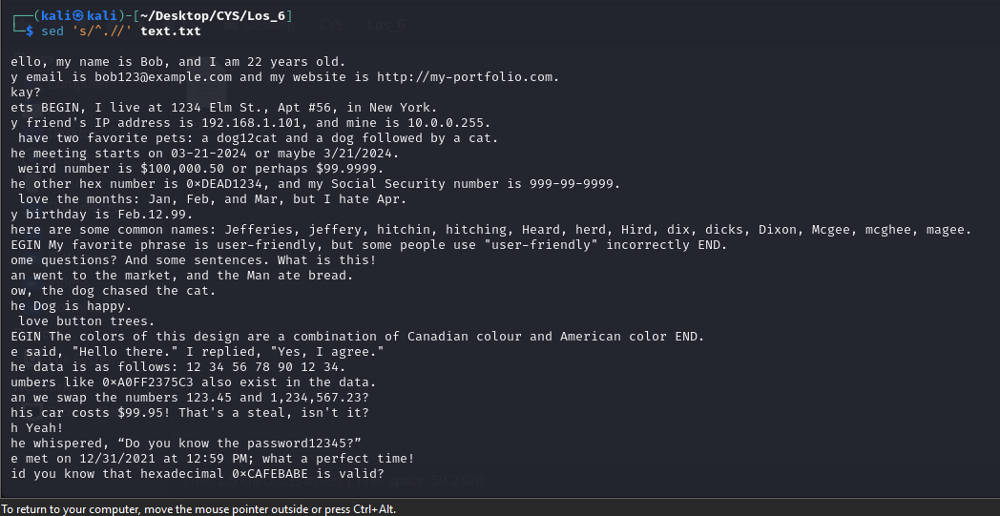 (kali㉿kali)-[~/Desktop/CYS/Los_6]
$ sed 's/^.//' text.txt
ello, my name is Bob, and I am 22 years old.
y email is bob123@example.com and my website is http://my-portfolio.com.
kay?
ets BEGIN, I live at 1234 Elm St., Apt #56, in New York.
y friend's IP address is 192.168.1.101, and mine is 10.0.0.255.
have two favorite pets: a dog12cat and a dog followed by a cat.
he meeting starts on 03-21-2024 or maybe 3/21/2024.
weird number is $100,000.50 or perhaps $99.9999.
he other hex number is 0×DEAD1234, and my Social Security number is 999-99-9999.
love the months: Jan, Feb, and Mar, but I hate Apr.
y birthday is Feb.12.99.
here are some common names: Jefferies, jeffery, hitchin, hitching, Heard, herd, Hird, dix, dicks, Dixon, Mcgee, mcghee, magee.
EGIN My favorite phrase is user-friendly, but some people use "user-friendly" incorrectly END.
ome questions? And some sentences. What is this!
an went to the market, and the Man ate bread.
ow, the dog chased the cat.
he Dog is happy.
love button trees.
EGIN The colors of this design are a combination of Canadian colour and American color END.
e said, "Hello there." I replied, "Yes, I agree."
he data is as follows: 12 34 56 78 90 12 34.
umbers like 0×A0FF2375C3 also exist in the data.
an we swap the numbers 123.45 and 1,234,567.23?
his car costs $99.95! That's a steal, isn't it?
h Yeah!
he whispered, “Do you know the password12345?”
e met on 12/31/2021 at 12:59 PM; what a perfect time!
id you know that hexadecimal 0×CAFEBABE is valid?
To return to your computer, move the mouse pointer outside or press Ctrl+Alt.